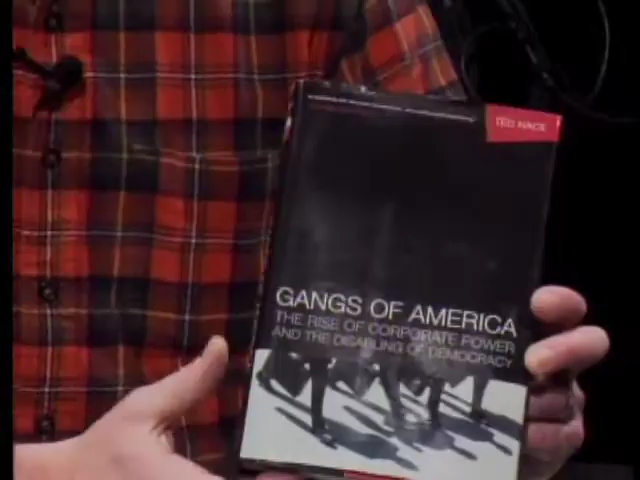 TED NACE
GANGS OF AMERICA
THE RISE OF CORPORATE POWER
AND THE DISABLING OF DEMOCRACY